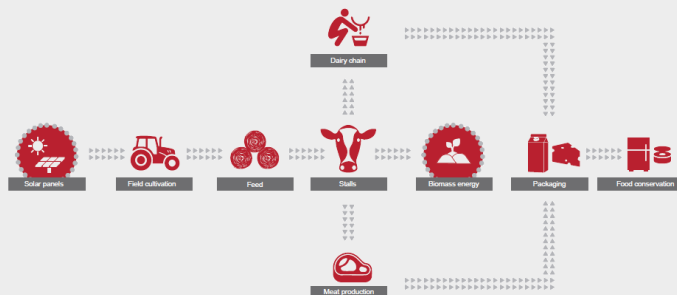 Dairy chain
Solar panels
Field cultivation
Feed
Stalls
Biomass energy
Packaging
Food conservation
Meat production